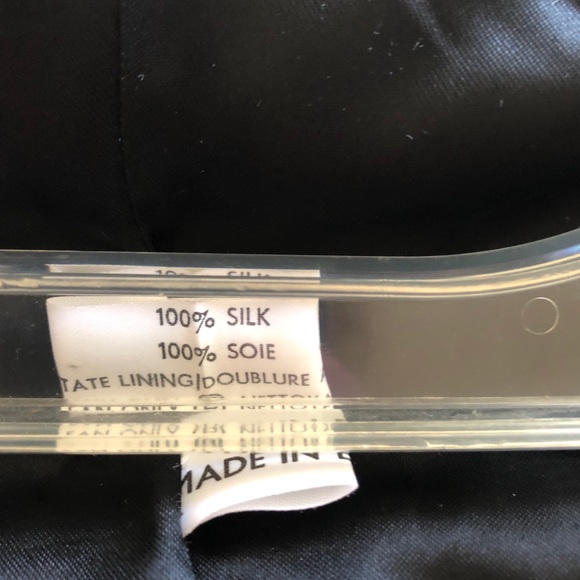 100% SILK
100% SOIE
TATE LINING/DOUBLURE
MADE IN